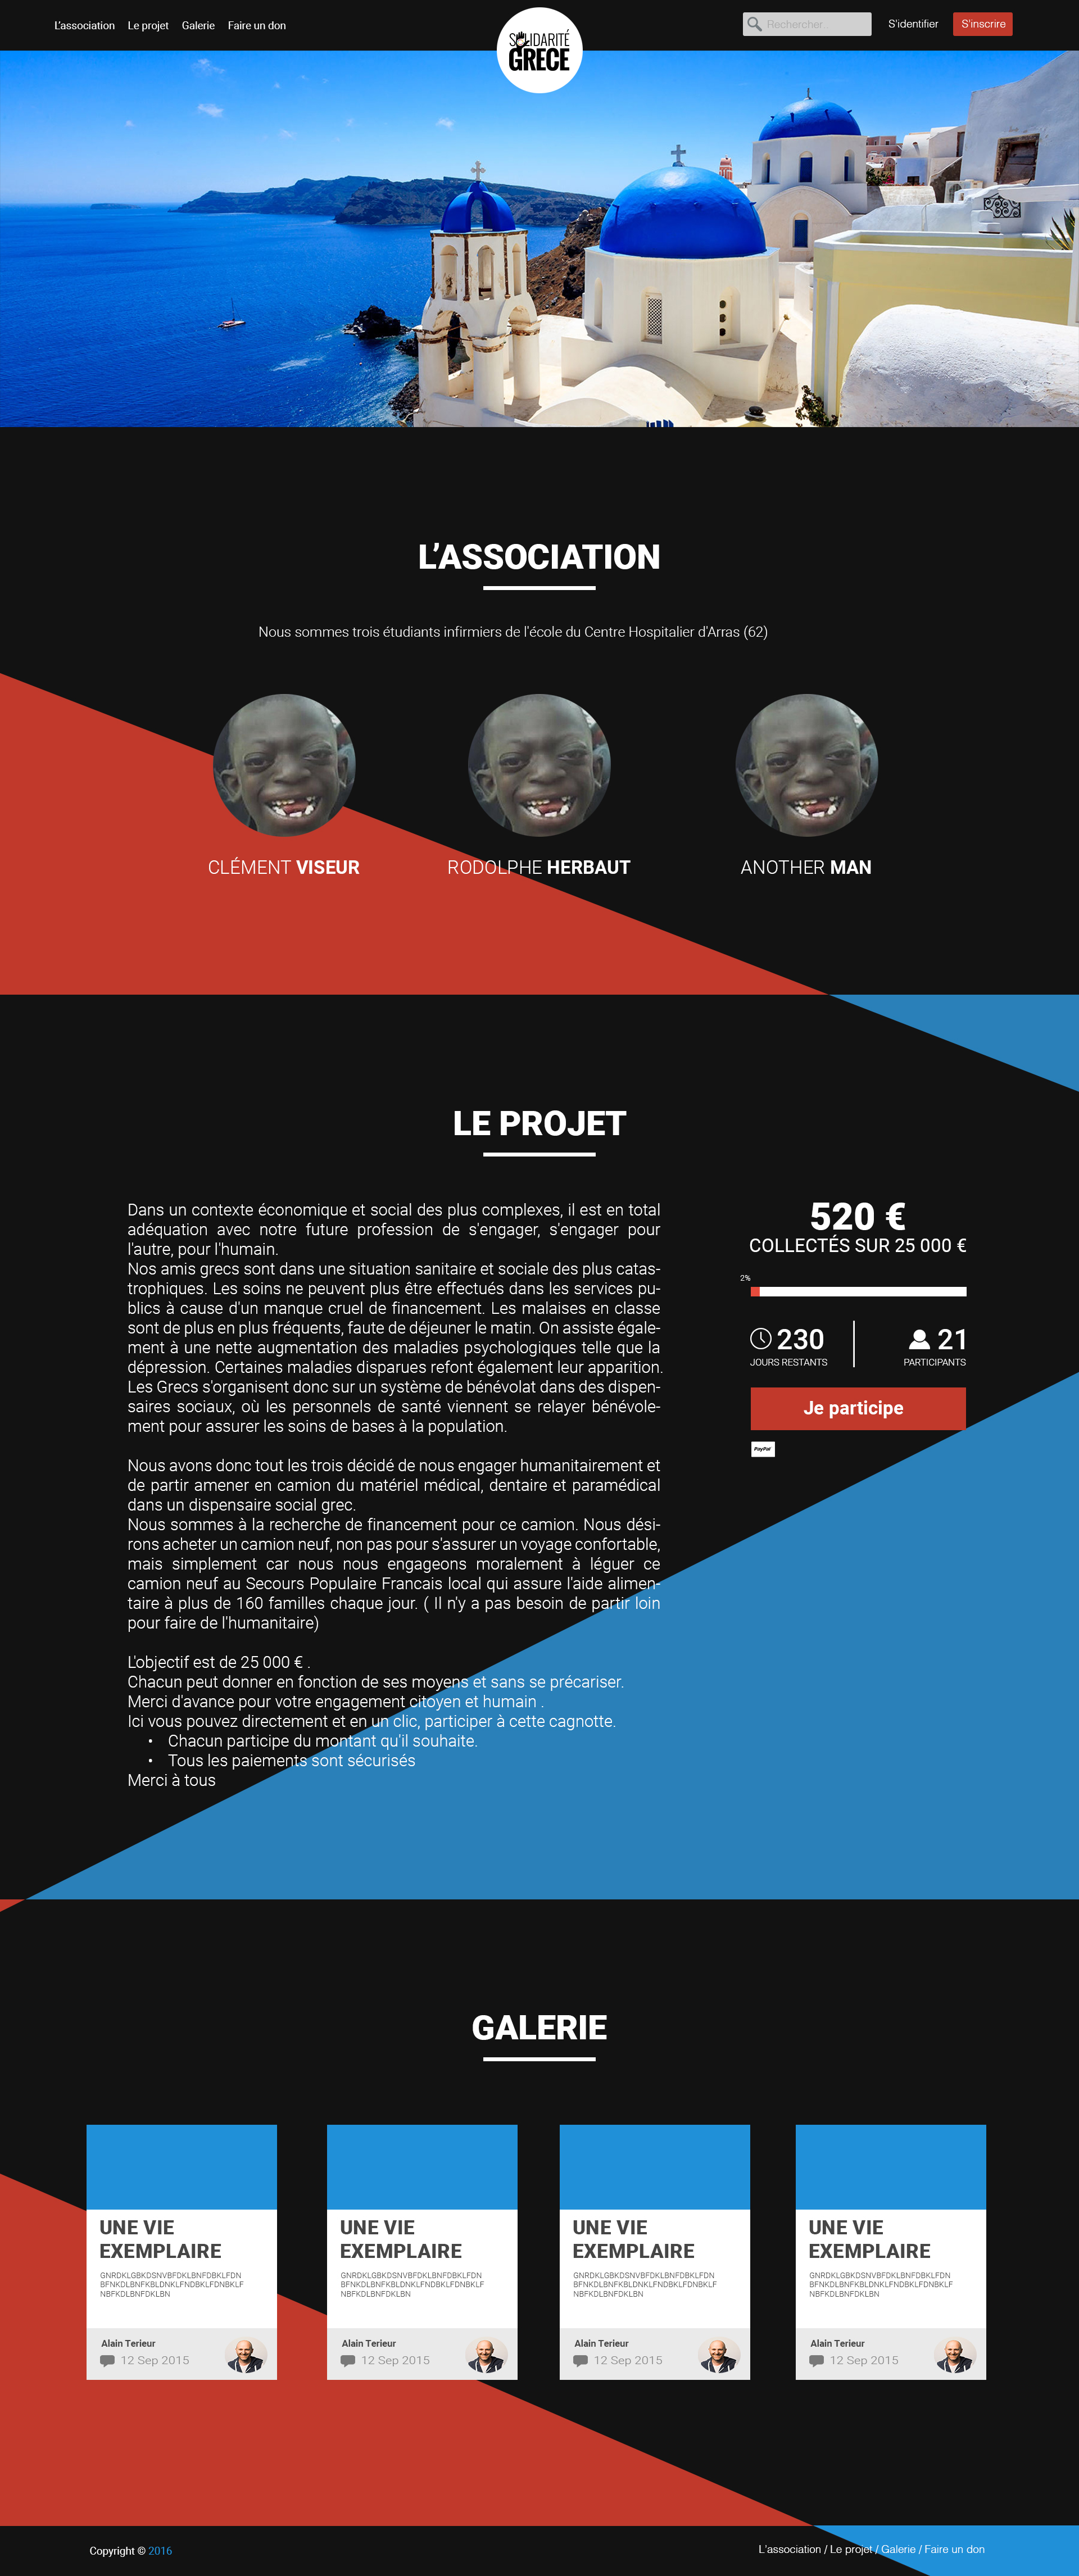 L'association Le projet Galerie Faire un don
SOLIDARITÉ
GRECE
Rechercher...
S'identifier
S'inscrire
L'ASSOCIATION
Nous sommes trois étudiants infirmiers de l'école du Centre Hospitalier d'Arras (62)
CLÉMENT VISEUR
RODOLPHE HERBAUT
ANOTHER MAN
LE PROJET
Dans un contexte économique et social des plus complexes, il est en total
adéquation avec notre future profession de s'engager, s'engager pour
l'autre, pour l'humain.
Nos amis grecs sont dans une situation sanitaire et sociale des plus catas-
trophiques. Les soins ne peuvent plus être effectués dans les services pu-
blics à cause d'un manque cruel de financement. Les malaises en classe
sont de plus en plus fréquents, faute de déjeuner le matin. On assiste égale-
ment à une nette augmentation des maladies psychologiques telle que la
dépression. Certaines maladies disparues refont également leur apparition.
Les Grecs s'organisent donc sur un système de bénévolat dans des dispen-
saires sociaux, où les personnels de santé viennent se relayer bénévole-
ment pour assurer les soins de bases à la population.
Nous avons donc tout les trois décidé de nous engager humanitairement et
de partir amener en camion du matériel médical, dentaire et paramédical
dans un dispensaire social grec.
Nous sommes à la recherche de financement pour ce camion. Nous dési-
rons acheter un camion neuf, non pas pour s'assurer un voyage confortable,
mais simplement car nous nous engageons moralement à léguer ce
camion neuf au Secours Populaire Francais local qui assure l'aide alimen-
taire à plus de 160 familles chaque jour. ( Il n'y a pas besoin de partir loin
pour faire de l'humanitaire)
L'objectif est de 25 000 € .
Chacun peut donner en fonction de ses moyens et sans se précariser.
Merci d'avance pour votre engagement citoyen et humain .
Ici vous pouvez directement et en un clic, participer à cette cagnotte.
• Chacun participe du montant qu'il souhaite.
• Tous les paiements sont sécurisés
Merci à tous
520 €
COLLECTÉS SUR 25 000 €
2%
230
JOURS RESTANTS
21
PARTICIPANTS
Je participe
PayPal
GALERIE
UNE VIE
EXEMPLAIRE
GNRDKLGBKDSNVBFDKLBNFDBKLFDN
BFNKDLBNFKBLDNKLFNDBKLFDNBKLF
NBFKDLBNFDKLBN
Alain Terieur
12 Sep 2015
UNE VIE
EXEMPLAIRE
GNRDKLGBKDSNVBFDKLBNFDBKLFDN
BFNKDLBNFKBLDNKLFNDBKLFDNBKLF
NBFKDLBNFDKLBN
Alain Terieur
12 Sep 2015
UNE VIE
EXEMPLAIRE
GNRDKLGBKDSNVBFDKLBNFDBKLFDN
BFNKDLBNFKBLDNKLFNDBKLFDNBKLF
NBFKDLBNFDKLBN
Alain Terieur
12 Sep 2015
UNE VIE
EXEMPLAIRE
GNRDKLGBKDSNVBFDKLBNFDBKLFDN
BFNKDLBNFKBLDNKLFNDBKLFDNBKLF
NBFKDLBNFDKLBN
Alain Terieur
12 Sep 2015
Copyright © 2016
L'association / Le projet / Galerie / Faire un don